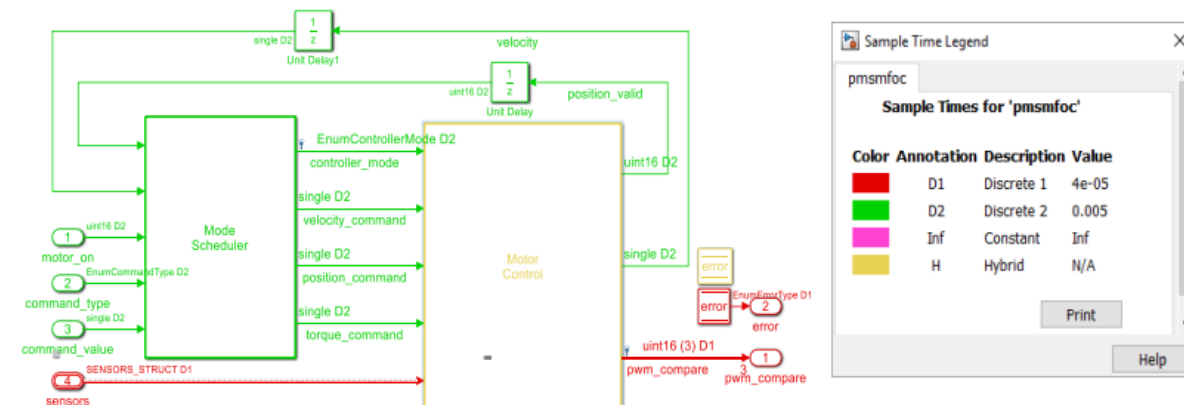 1
z
single D2
Unit Delay1
velocity
1
z
uint16 D2
Unit Delay
position_valid
Mode
Scheduler
EnumControllerMode D2
controller_mode
single D2
velocity_command
single D2
position_command
single D2
torque_command
Motor
Control
uint16 D2
single D2
1
uint16 D2
motor_on
2
EnumCommandType D2
command_type
3
single D2
command_value
4
SENSORS_STRUCT D1
sensors
error
error
EnumErrorType D1
2
error
uint16 (3) D1
pwm_compare
3
1
pwm_compare
Sample Time Legend
pmsmfoc
Sample Times for 'pmsmfoc'
Color Annotation Description Value
D1 Discrete 1 4e-05
D2 Discrete 2 0.005
Inf Constant Inf
H Hybrid N/A
Print
Help